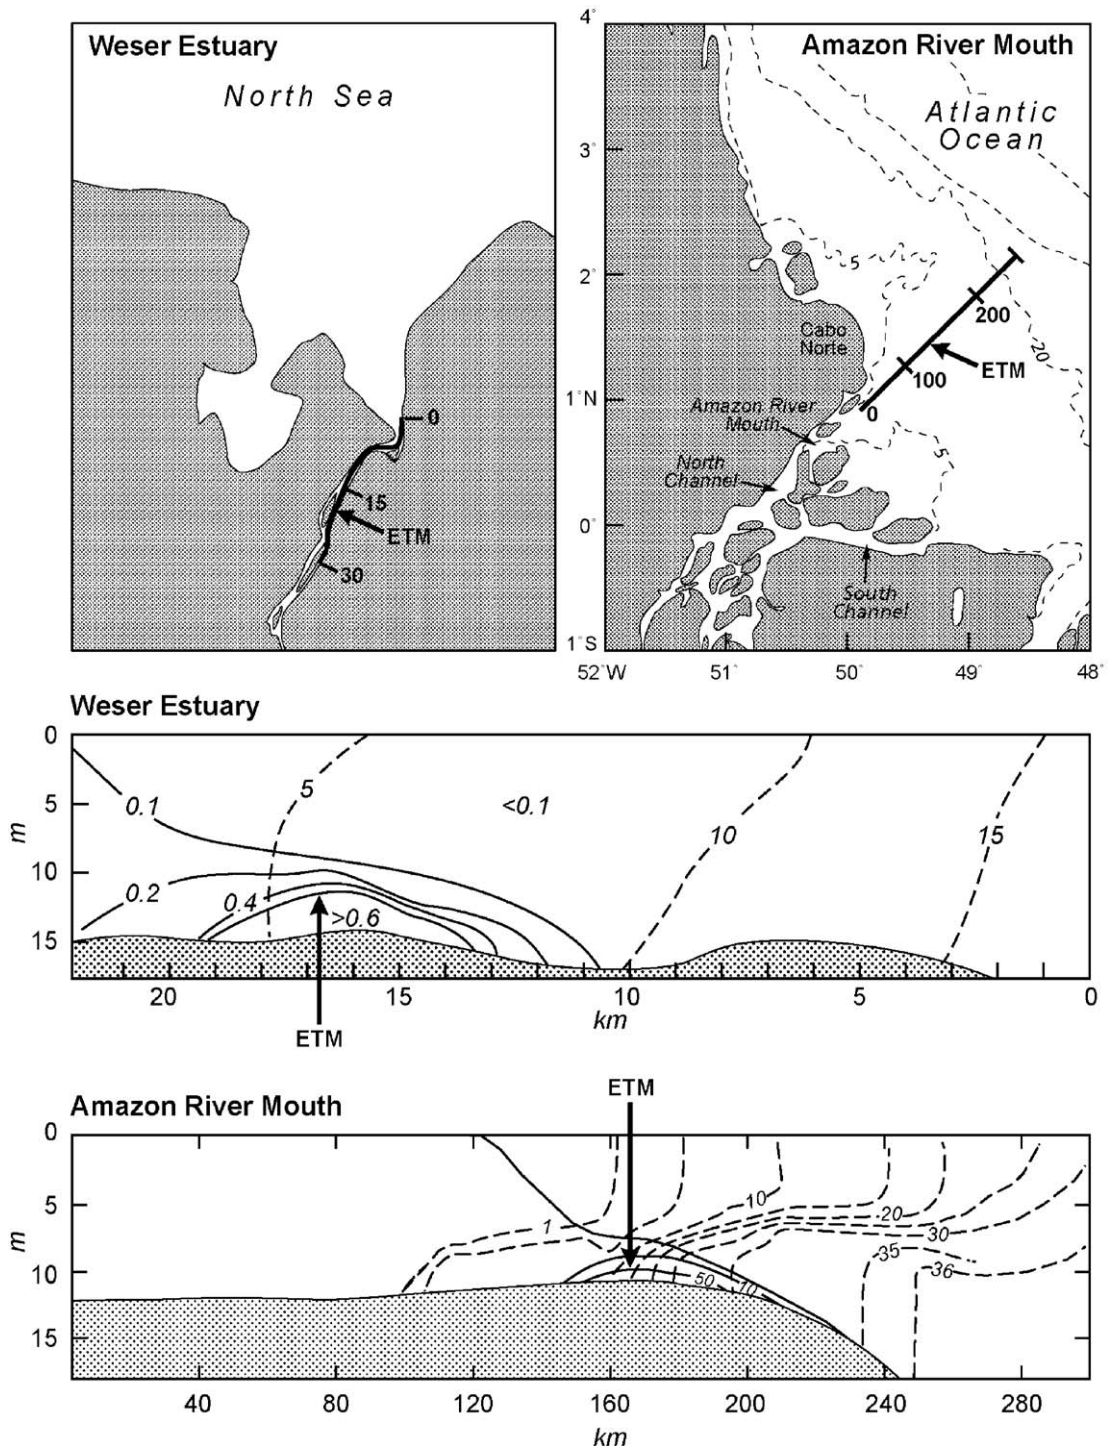 Weser Estuary
North Sea
0
15
ETM
30
Amazon River Mouth
Atlantic
Ocean
4°
3°
2°
1°N
0°
1°S
52°W
51°
50°
49°
48°
5
20
200
ETM
100
0
Cabo
Norte
Amazon River
Mouth
North
Channel
5
South
Channel
Weser Estuary
0
5
10
15
m
0.1
0.2
0.4
>0.6
5
<0.1
10
15
20
15
10
5
0
km
ETM
ETM
Amazon River Mouth
0
5
10
15
m
1
10
20
30
35
36
50
10
40
80
120
160
200
240
280
km